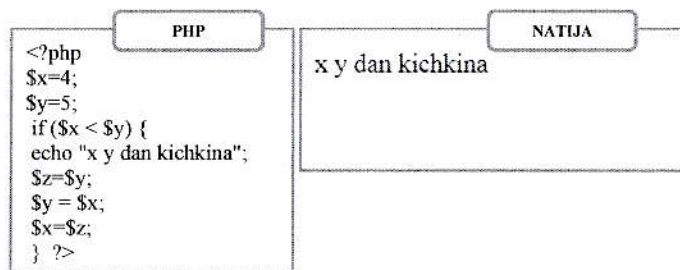 PHP
<?php
$x=4;
$y=5;
if ($x < $y) {
echo "x y dan kichkina";
$z=$y;
$y = $x;
$x=$z;
} ?>
NATIJA
x y dan kichkina